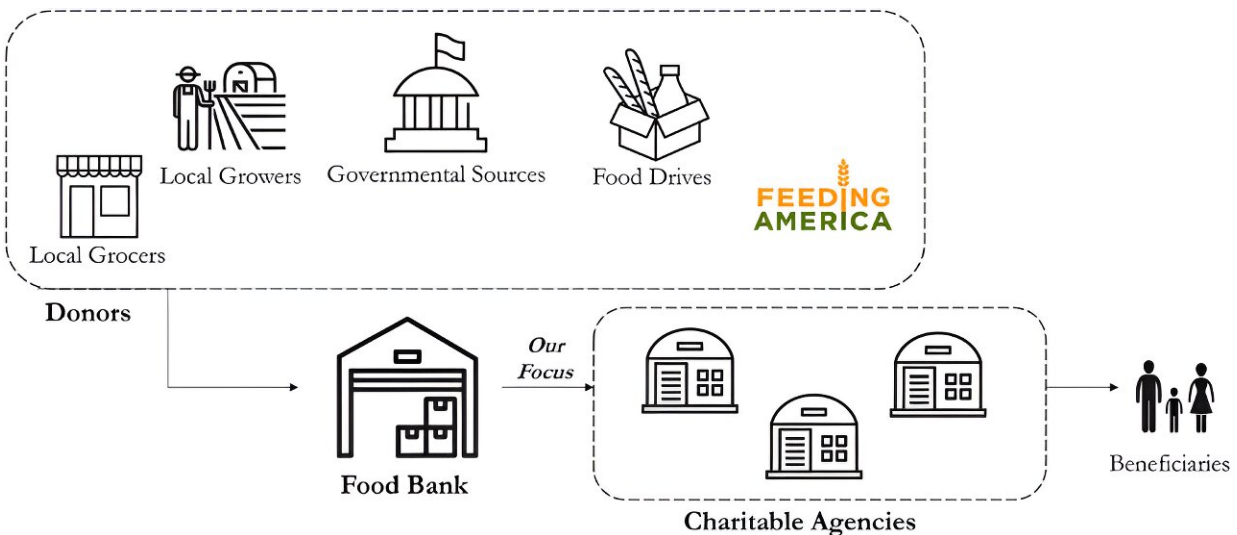 Local Growers
Governmental Sources
Food Drives
FEEDING
AMERICA
Local Grocers
Donors
Our
Focus
Food Bank
Charitable Agencies
Beneficiaries